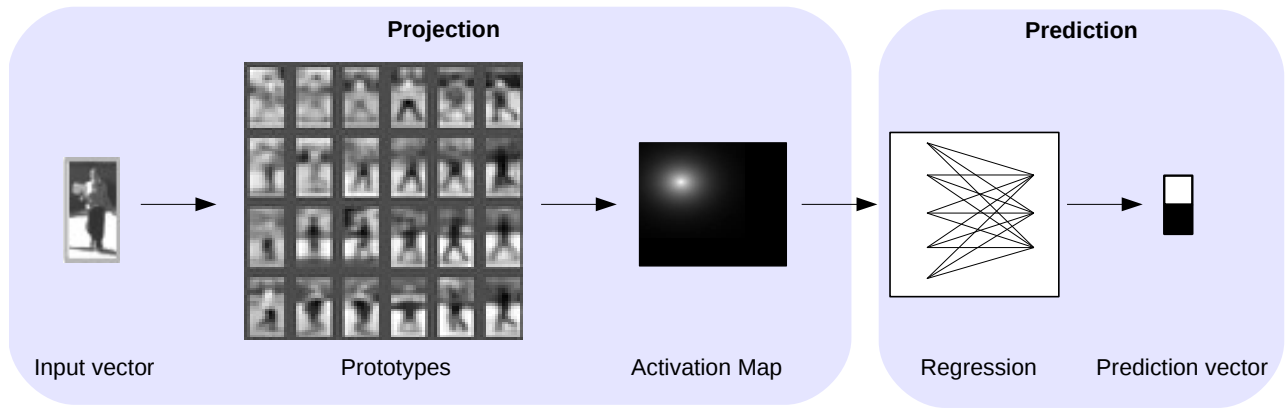 Projection
Prediction
Input vector
Prototypes
Activation Map
Regression
Prediction vector